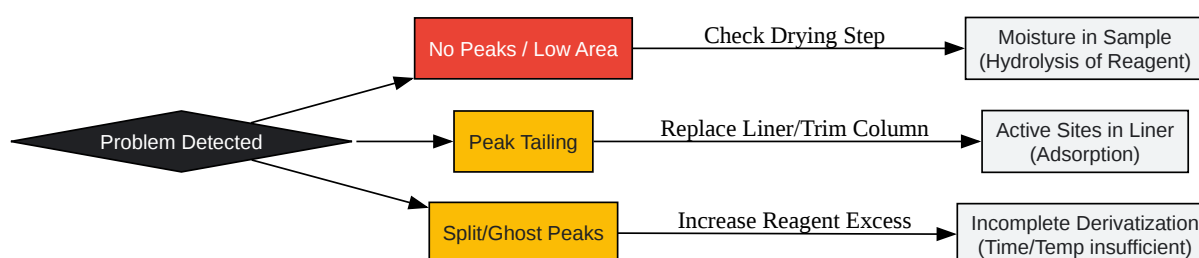 No Peaks / Low Area
Check Drying Step
Moisture in Sample
(Hydrolysis of Reagent)
Problem Detected
Peak Tailing
Replace Liner/Trim Column
Active Sites in Liner
(Adsorption)
Split/Ghost Peaks
Increase Reagent Excess
Incomplete Derivatization
(Time/Temp insufficient)